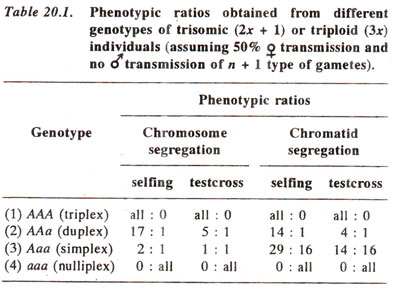 Table 20.1. Phenotypic ratios obtained from different
genotypes of trisomic (2x + 1) or triploid (3x)
individuals (assuming 50% ♀ transmission and
no ♂ transmission of n + 1 type of gametes).
Phenotypic ratios
Genotype Chromosome segregation Chromatid segregation
selfing testcross selfing testcross
(1) AAA (triplex) all : 0 all : 0 all : 0 all : 0
(2) AAa (duplex) 17 : 1 5 : 1 14 : 1 4 : 1
(3) Aaa (simplex) 2 : 1 1 : 1 29 : 16 14 : 16
(4) aaa (nulliplex) 0 : all 0 : all 0 : all 0 : all